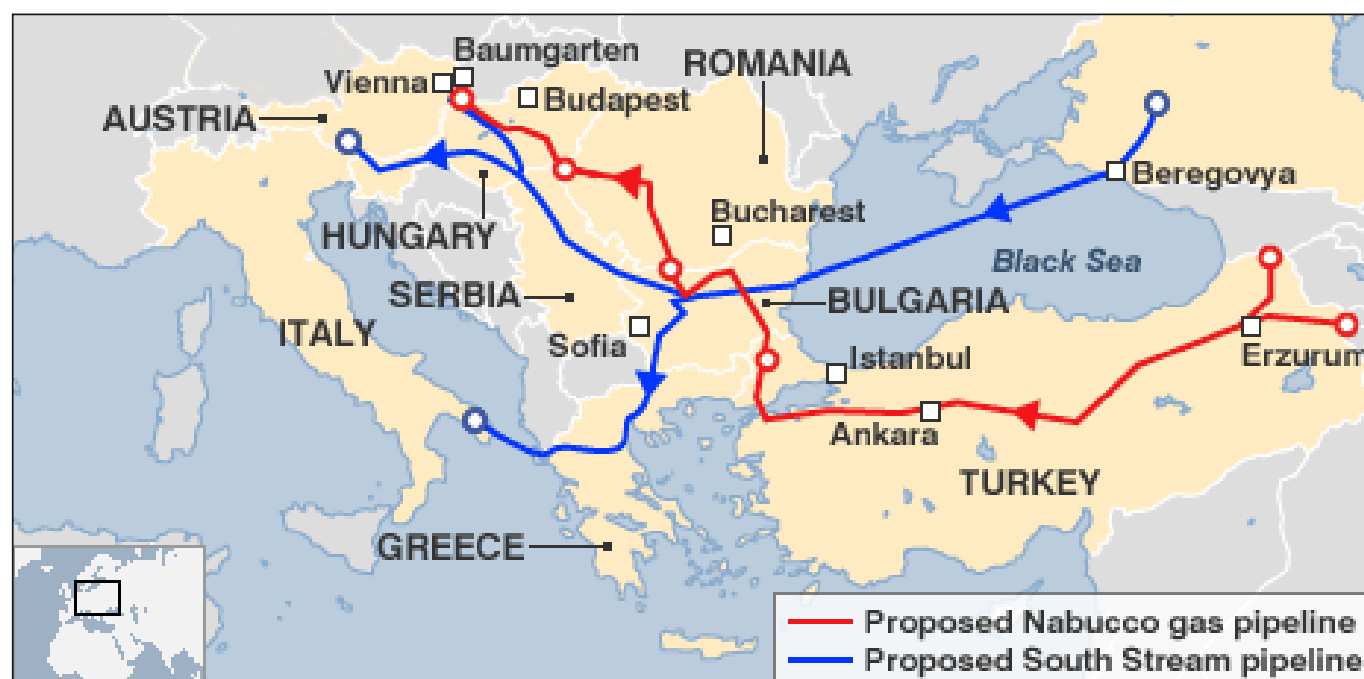 Baumgarten
ROMANIA
Vienna
Budapest
AUSTRIA
Beregovya
Bucharest
HUNGARY
Black Sea
SERBIA
BULGARIA
ITALY
Sofia
Istanbul
Erzurum
Ankara
TURKEY
GREECE
Proposed Nabucco gas pipeline
Proposed South Stream pipeline